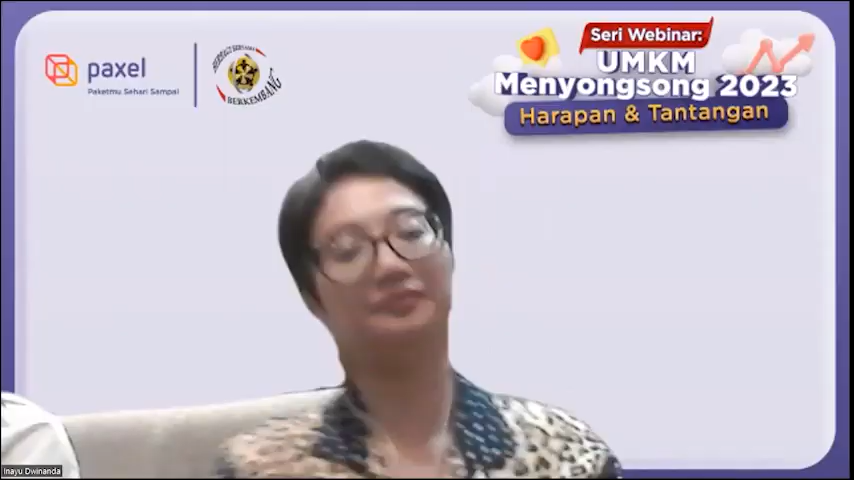 paxel
Paketmu Sehari Sampai
BERKEMBANG
Seri Webinar:
UMKM
Menyongsong 2023
Harapan & Tantangan
Inayu Dwinanda